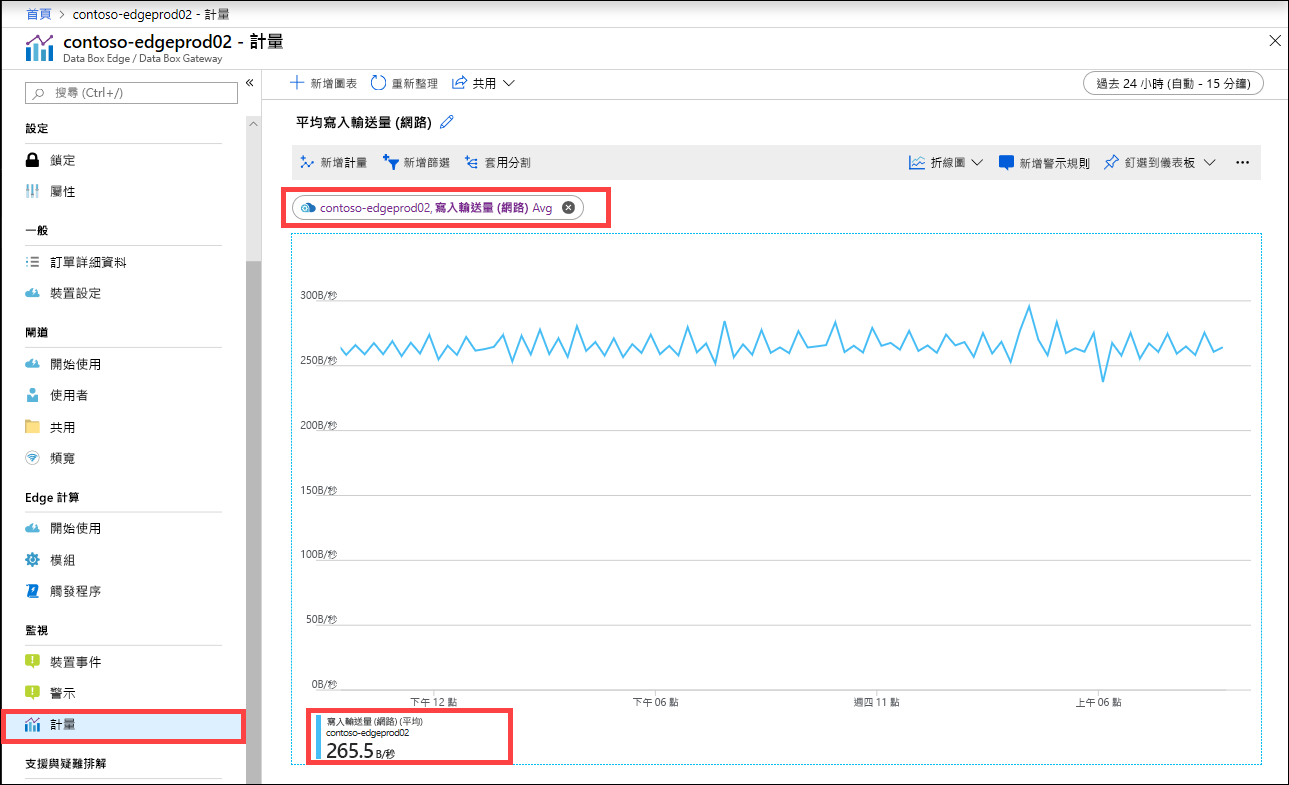 首頁 > contoso-edgeprod02 - 計量
contoso-edgeprod02 - 計量
Data Box Edge / Data Box Gateway
搜尋 (Ctrl+/)
«
設定
鎖定
屬性
一般
訂單詳細資料
裝置設定
閘道
開始使用
使用者
共用
頻寬
Edge 計算
開始使用
模組
觸發程序
監視
裝置事件
警示
計量
支援與疑難排解
新增圖表 重新整理 共用
過去 24 小時 (自動 - 15 分鐘)
平均寫入輸送量 (網路)
新增計量 新增篩選 套用分割 折線圖 新增警示規則 釘選到儀表板 ...
contoso-edgeprod02, 寫入輸送量 (網路) Avg
300B/秒
250B/秒
200B/秒
150B/秒
100B/秒
50B/秒
0B/秒
下午 12 點 下午 06 點 週四 11 點 上午 06 點
寫入輸送量 (網路) (平均)
contoso-edgeprod02
265.5 B/秒